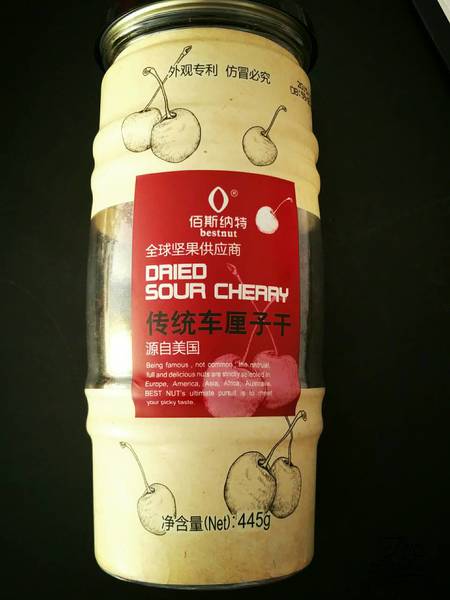 外观专利 仿冒必究
佰斯纳特®
bestnut
全球坚果供应商
DRIED
SOUR CHERRY
传统车厘子干
源自美国
Being famous , not common , the natrual,
full and delicious nuts are strictly selected in
Europe, America, Asia, Africa, Australia.
BEST NUT's ultimate pursuit is to meet
your picky taste.
净含量(Net): 445g